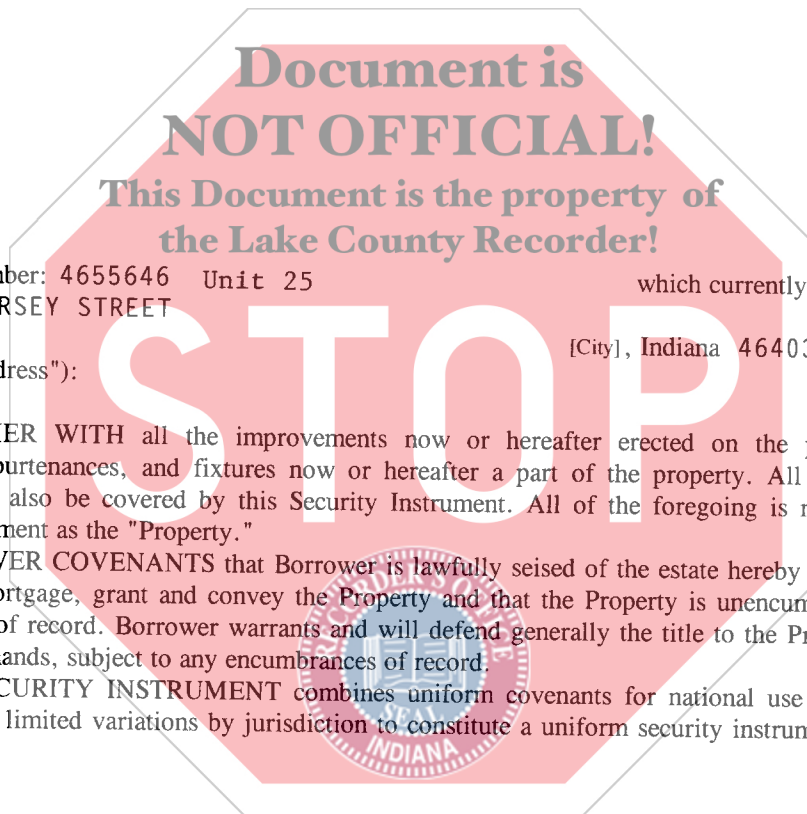 Document is
NOT OFFICIAL!
This Document is the property of
the Lake County Recorder!
nber: 4655646 Unit 25 which currently
RSEY STREET
[City], Indiana 46403
dress"):
STOP
ER WITH all the improvements now or hereafter erected on the
purtenances, and fixtures now or hereafter a part of the property. All
also be covered by this Security Instrument. All of the foregoing is
ment as the "Property."
VER COVENANTS that Borrower is lawfully seised of the estate hereby
ortgage, grant and convey the Property and that the Property is unencum
of record. Borrower warrants and will defend generally the title to the Pr
ands, subject to any encumbrances of record.
CURITY INSTRUMENT combines uniform covenants for national use
limited variations by jurisdiction to constitute a uniform security instrum
RECORDER'S OFFICE
SEAL
INDIANA